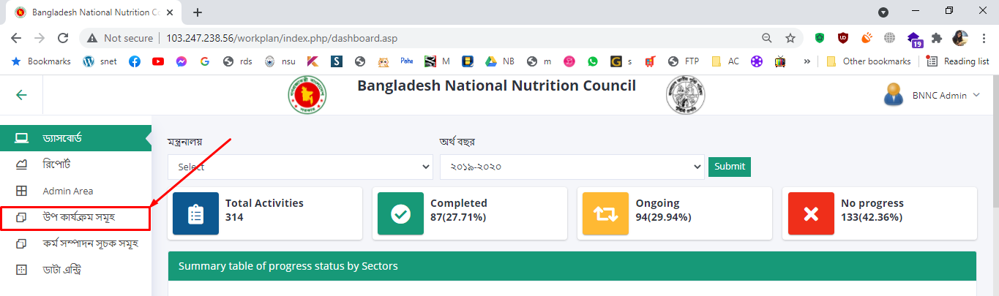 Bangladesh National Nutrition Co
Not secure 103.247.238.56/workplan/index.php/dashboard.asp
19
Bookmarks snet rds nsu M NB m s FTP AC » Other bookmarks Reading list
Bangladesh National Nutrition Council
BNNC Admin
ড্যাসবোর্ড
রিপোর্ট
Admin Area
উপ কার্যক্রম সমূহ
কর্ম সম্পাদন সূচক সমূহ
ডাটা এন্ট্রি
মন্ত্রনালয় অর্থ বছর
Select ২০১৯-২০২০ Submit
Total Activities
314
Completed
87(27.71%)
Ongoing
94(29.94%)
No progress
133(42.36%)
Summary table of progress status by Sectors